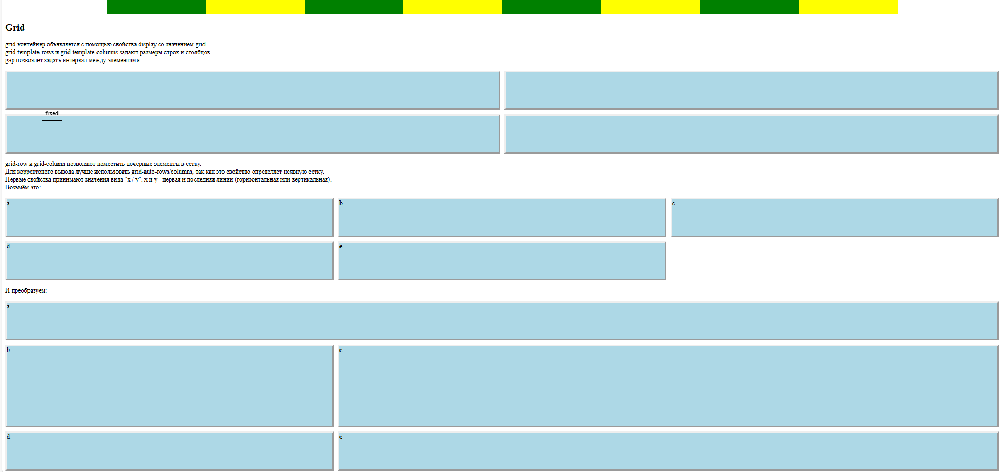 Grid
grid-контейнер объявляется с помощью свойства display со значением grid.
grid-template-rows и grid-template-columns задают размеры строк и столбцов.
gap позвоялет задать интервал между элементами.
fixed
grid-row и grid-column позволяют поместить дочерные элементы в сетку.
Для корректоного вывода лучше использовать grid-auto-rows/columns, так как это свойство определяет неявную сетку.
Первые свойства принимают значения вида "x / y". x и y - первая и последняя линии (горизонтальная или вертикальная).
Возьмём это:
a
b
c
d
e
И преобразуем:
a
b
c
d
e